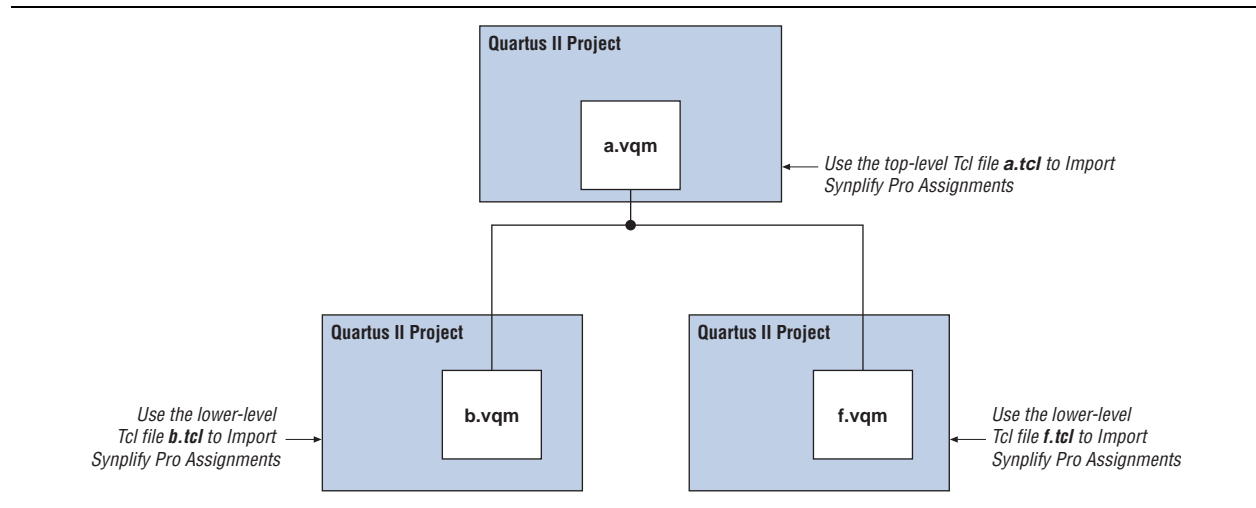 Quartus II Project
a.vqm
Use the top-level Tcl file a.tcl to Import
Synplify Pro Assignments
Quartus II Project
b.vqm
Use the lower-level
Tcl file b.tcl to Import
Synplify Pro Assignments
Quartus II Project
f.vqm
Use the lower-level
Tcl file f.tcl to Import
Synplify Pro Assignments